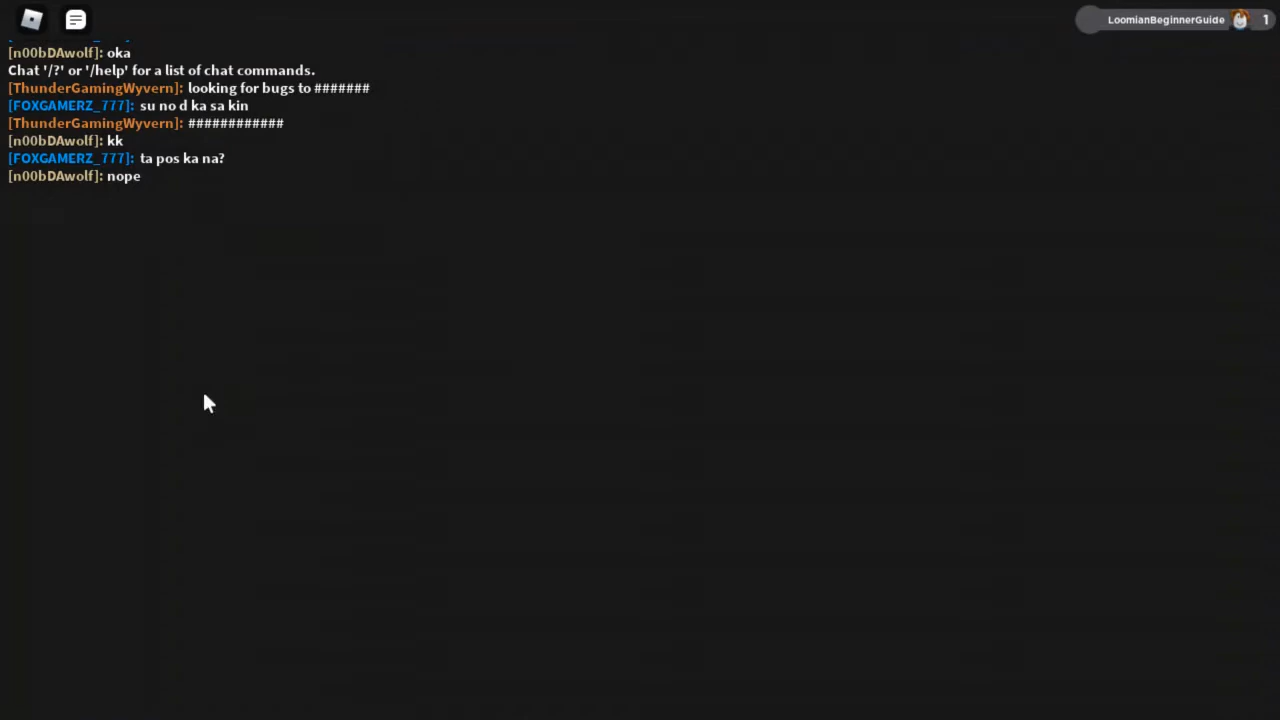 LoomianBeginnerGuide 1
[n00bDAwolf]: oka
Chat '/?' or '/help' for a list of chat commands.
[ThunderGamingWyvern]: looking for bugs to #######
[FOXGAMERZ_777]: su no d ka sa kin
[ThunderGamingWyvern]: ############
[n00bDAwolf]: kk
[FOXGAMERZ_777]: ta pos ka na?
[n00bDAwolf]: nope